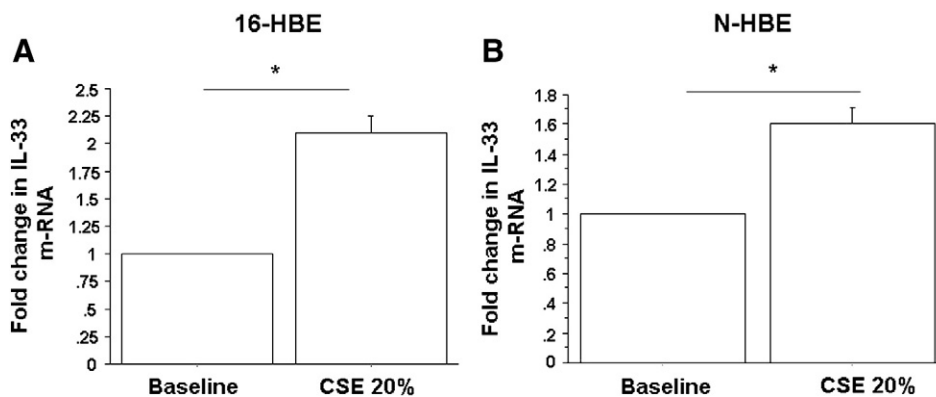 16-HBE
N-HBE
A
B
*
*
Fold change in IL-33
m-RNA
2.5
2.25
2
1.75
1.5
1.25
1
.75
.5
.25
0
Baseline
CSE 20%
Fold change in IL-33
m-RNA
1.8
1.6
1.4
1.2
1
.8
.6
.4
.2
0
Baseline
CSE 20%